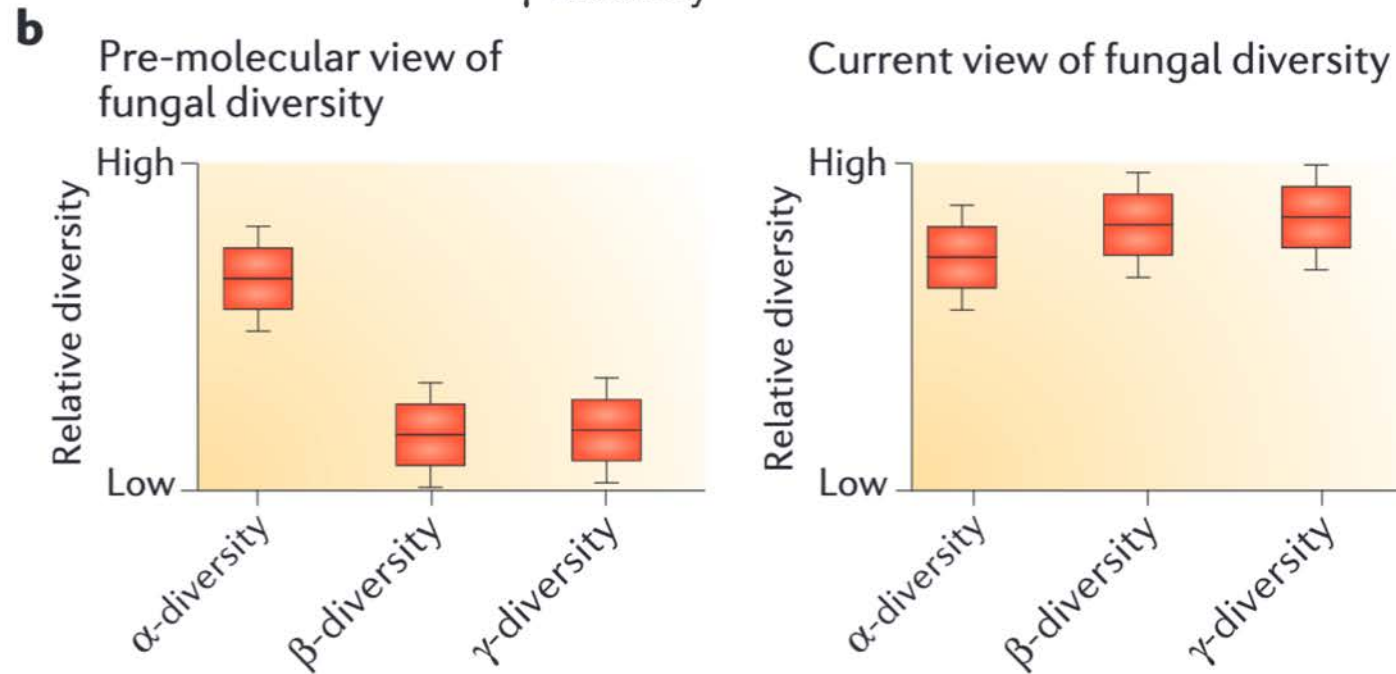 b
Pre-molecular view of
fungal diversity
High
Relative diversity
Low
α-diversity
β-diversity
γ-diversity
Current view of fungal diversity
High
Relative diversity
Low
α-diversity
β-diversity
γ-diversity